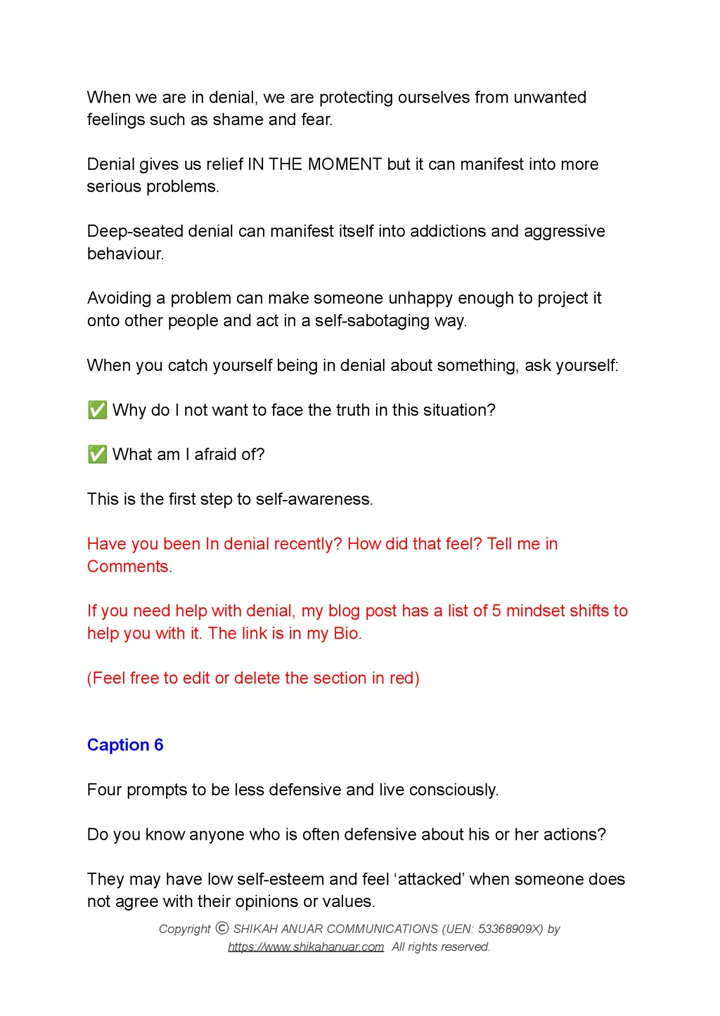 When we are in denial, we are protecting ourselves from unwanted
feelings such as shame and fear.
Denial gives us relief IN THE MOMENT but it can manifest into more
serious problems.
Deep-seated denial can manifest itself into addictions and aggressive
behaviour.
Avoiding a problem can make someone unhappy enough to project it
onto other people and act in a self-sabotaging way.
When you catch yourself being in denial about something, ask yourself:
✅ Why do I not want to face the truth in this situation?
✅ What am I afraid of?
This is the first step to self-awareness.
Have you been In denial recently? How did that feel? Tell me in
Comments.
If you need help with denial, my blog post has a list of 5 mindset shifts to
help you with it. The link is in my Bio.
(Feel free to edit or delete the section in red)
Caption 6
Four prompts to be less defensive and live consciously.
Do you know anyone who is often defensive about his or her actions?
They may have low self-esteem and feel ‘attacked’ when someone does
not agree with their opinions or values.
Copyright © SHIKAH ANUAR COMMUNICATIONS (UEN: 53368909X) by
https://www.shikahanuar.com All rights reserved.